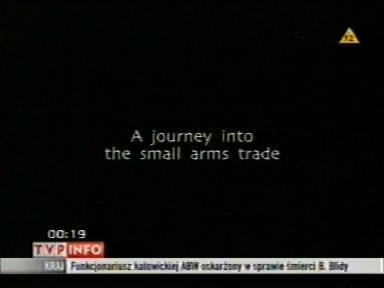 12
A journey into
the small arms trade
00:19
TVP INFO
KRAJ Funkcjonariusz katowickiej ABW oskarżony w sprawie śmierci B. Blidy